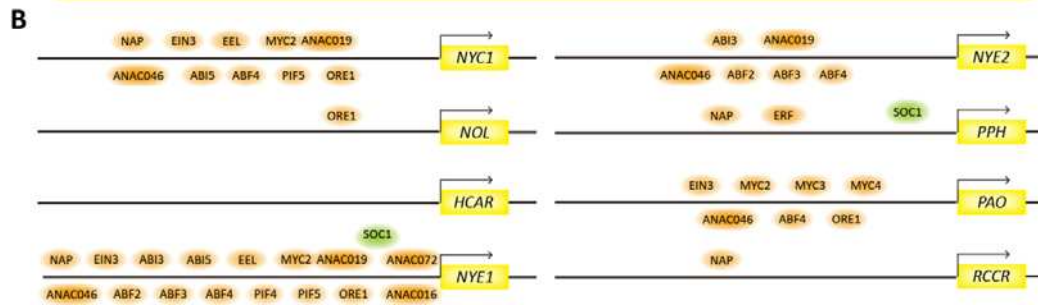 B
NAP EIN3 EEL MYC2 ANAC019
NYC1
ANAC046 ABI5 ABF4 PIF5 ORE1
ORE1
NOL
HCAR
SOC1
NAP EIN3 ABI3 ABI5 EEL MYC2 ANAC019 ANAC072
NYE1
ANAC046 ABF2 ABF3 ABF4 PIF4 PIF5 ORE1 ANAC016
ABI3 ANAC019
NYE2
ANAC046 ABF2 ABF3 ABF4
NAP ERF SOC1
PPH
EIN3 MYC2 MYC3 MYC4
PAO
ANAC046 ABF4 ORE1
NAP
RCCR